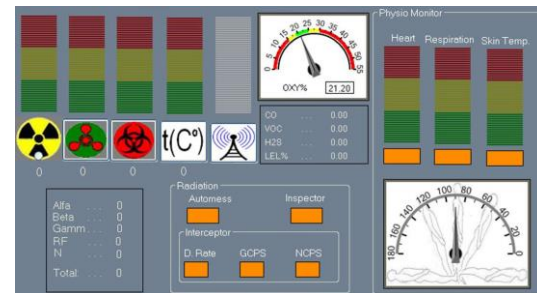 Physio Monitor
Heart Respiration Skin Temp.
0 5 10 15 20 25 30 35 40 45 50 55
OXY% 21.20
t(C°)
0 0 0 0
CO ... 0.00
VOC ... 0.00
H2S ... 0.00
LEL% ... 0.00
Alfa ... 0
Beta ... 0
Gamm... 0
RF ... 0
N ... 0
Total ... 0
Radiation
Automess Inspector
Interceptor
D. Rate GCPS NCPS
180 160 140 120 100 80 60 40 20 0